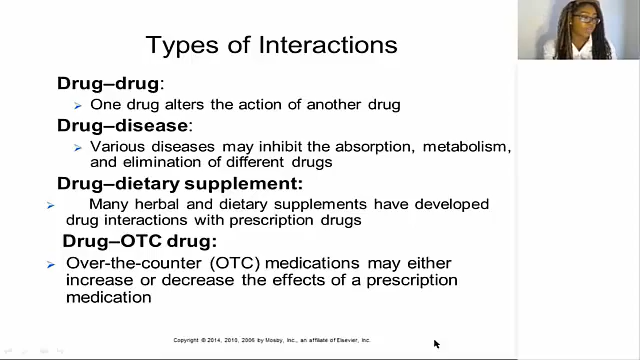 Types of Interactions
Drug–drug:
One drug alters the action of another drug
Drug–disease:
Various diseases may inhibit the absorption, metabolism,
and elimination of different drugs
Drug–dietary supplement:
Many herbal and dietary supplements have developed
drug interactions with prescription drugs
Drug–OTC drug:
Over-the-counter (OTC) medications may either
increase or decrease the effects of a prescription
medication
Copyright © 2014, 2010, 2006 by Mosby, Inc., an affiliate of Elsevier, Inc.